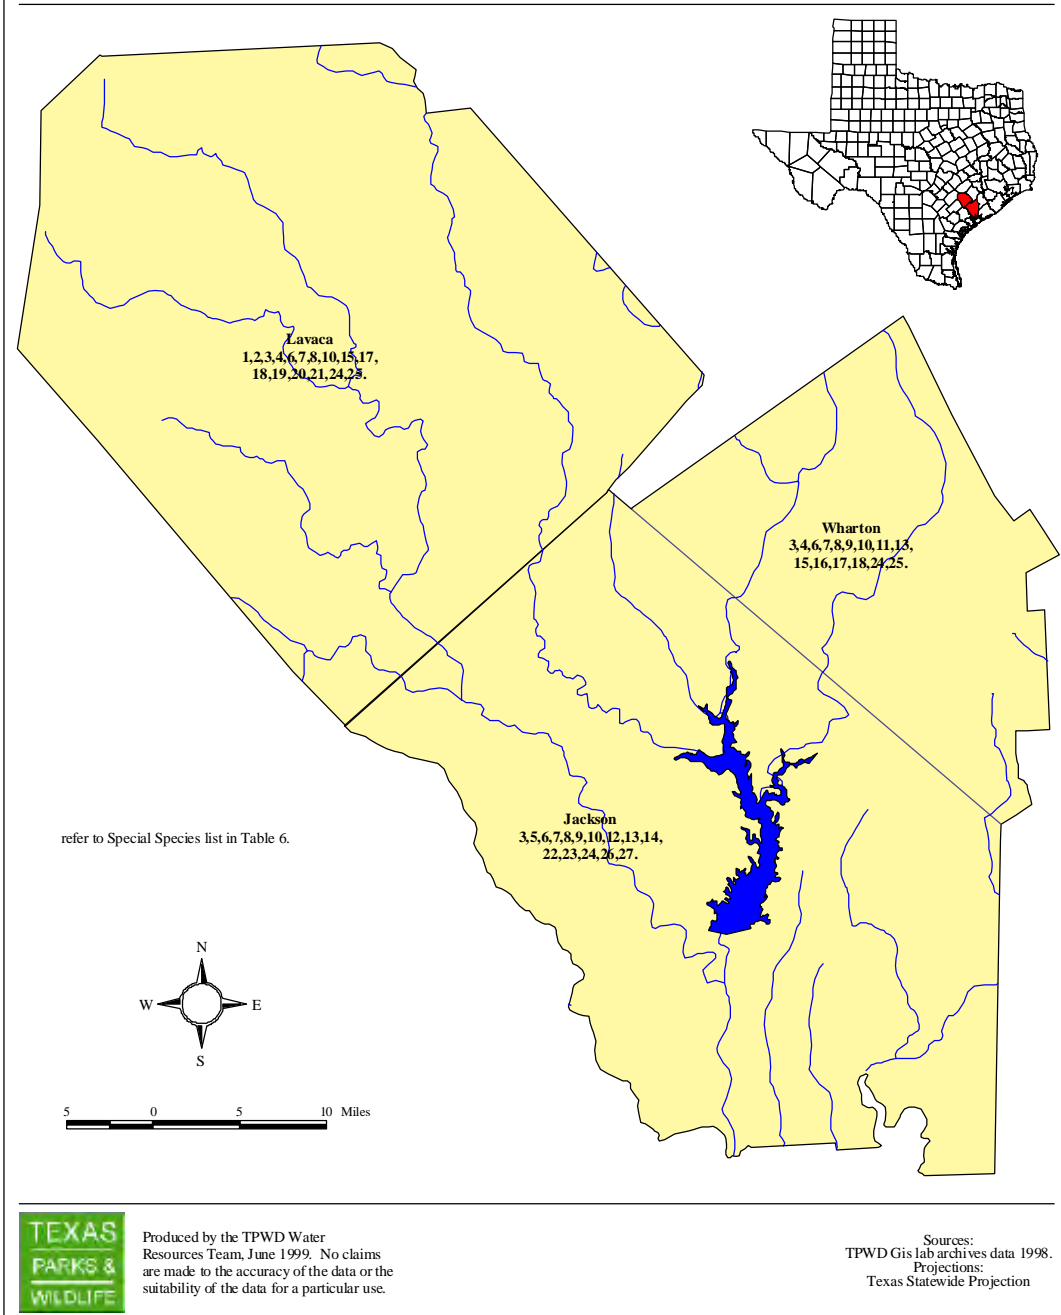 Lavaca
1,2,3,4,6,7,8,10,15,17,
18,19,20,21,24,25.
Wharton
3,4,6,7,8,9,10,11,13,
15,16,17,18,24,25.
Jackson
3,5,6,7,8,9,10,12,13,14,
22,23,24,26,27.
refer to Special Species list in Table 6.
N
W E
S
5 0 5 10 Miles
TEXAS
PARKS &
WILDLIFE
Produced by the TPWD Water
Resources Team, June 1999. No claims
are made to the accuracy of the data or the
suitability of the data for a particular use.
Sources:
TPWD Gis lab archives data 1998.
Projections:
Texas Statewide Projection